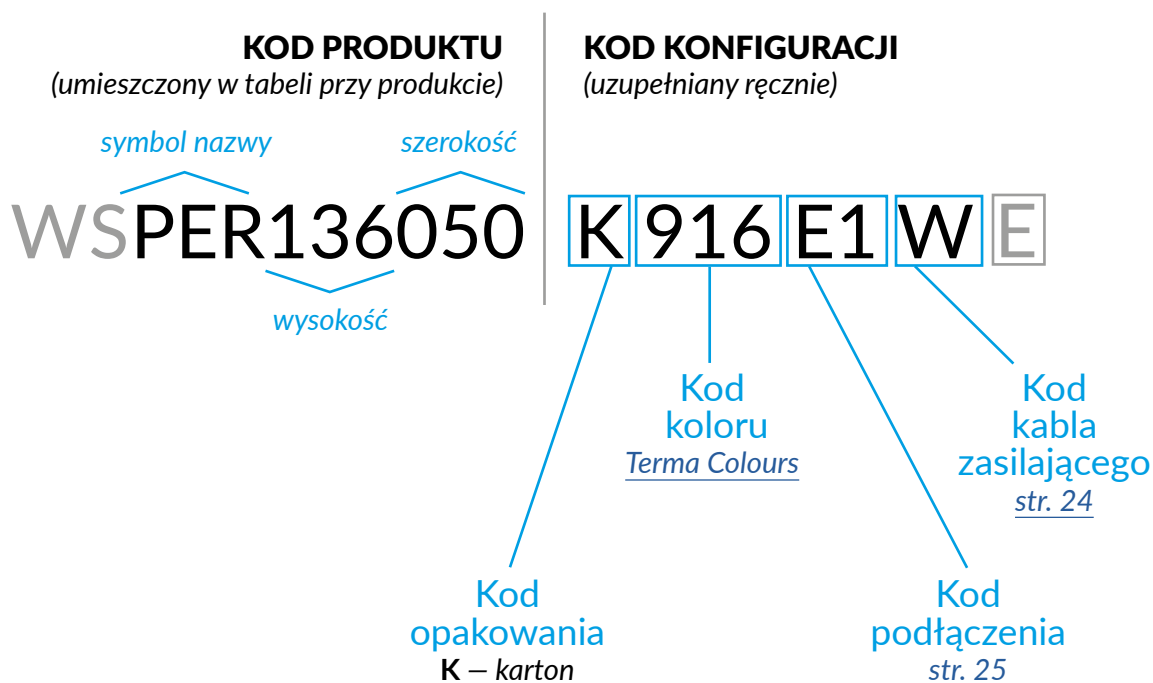 KOD PRODUKTU
(umieszczony w tabeli przy produkcie)
KOD KONFIGURACJI
(uzupełniany ręcznie)
symbol nazwy
szerokość
WSPER136050
K 916 E1 W E
wysokość
Kod
koloru
Terma Colours
Kod
kabla
zasilającego
str. 24
Kod
opakowania
K – karton
Kod
podłączenia
str. 25